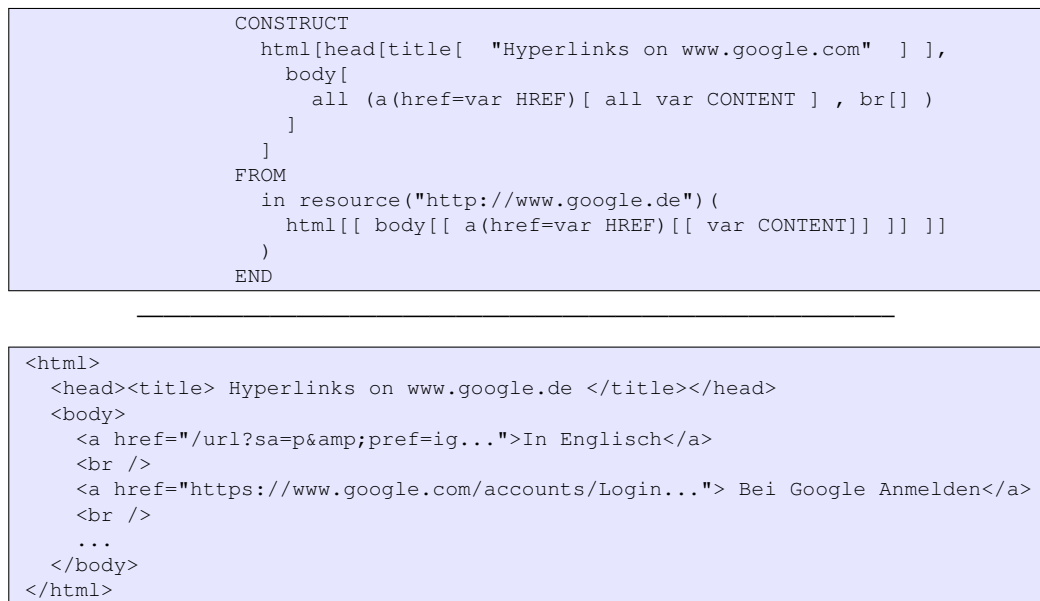 CONSTRUCT
  html[head[title[  "Hyperlinks on www.google.com"  ] ],
    body[
      all (a(href=var HREF)[ all var CONTENT ] , br[] )
    ]
  ]
FROM
  in resource("http://www.google.de")(
    html[[ body[[ a(href=var HREF)[[ var CONTENT]] ]] ]]
  )
END
<html>
  <head><title> Hyperlinks on www.google.de </title></head>
  <body>
    <a href="/url?sa=p&amp;pref=ig...">In Englisch</a>
    <br />
    <a href="https://www.google.com/accounts/Login..."> Bei Google Anmelden</a>
    <br />
    ...
  </body>
</html>